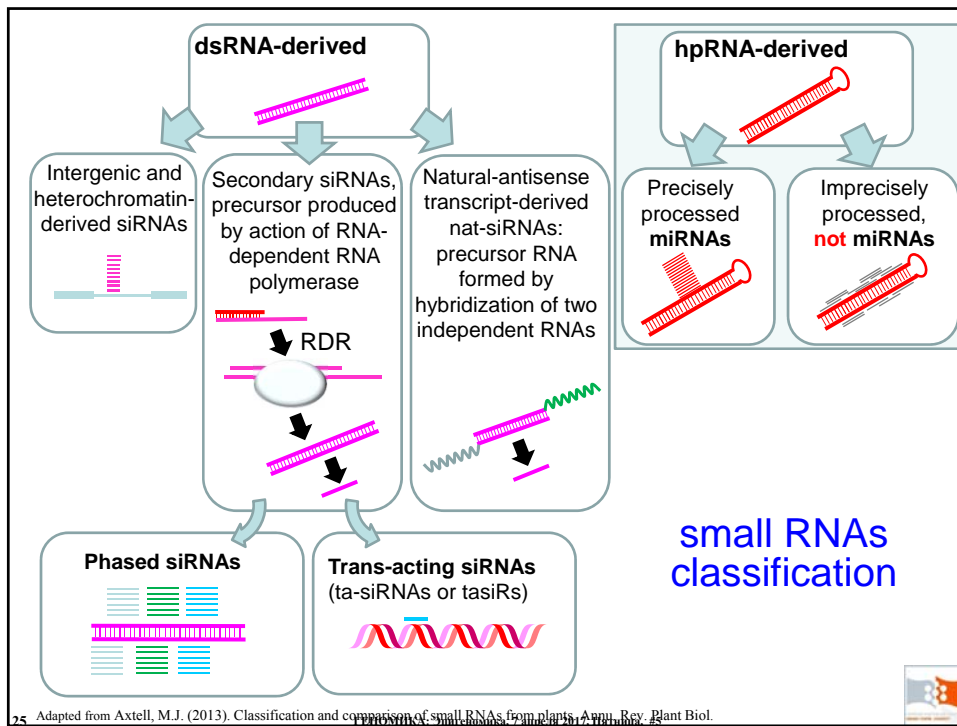 dsRNA-derived
hpRNA-derived
Intergenic and
heterochromatin-
derived siRNAs
Secondary siRNAs,
precursor produced
by action of RNA-
dependent RNA
polymerase
RDR
Natural-antisense
transcript-derived
nat-siRNAs:
precursor RNA
formed by
hybridization of two
independent RNAs
Precisely
processed
miRNAs
Imprecisely
processed,
not miRNAs
Phased siRNAs
Trans-acting siRNAs
(ta-siRNAs or tasiRs)
small RNAs
classification
25 Adapted from Axtell, M.J. (2013). Classification and comparison of small RNAs from plants. Annu. Rev. Plant Biol.
2017